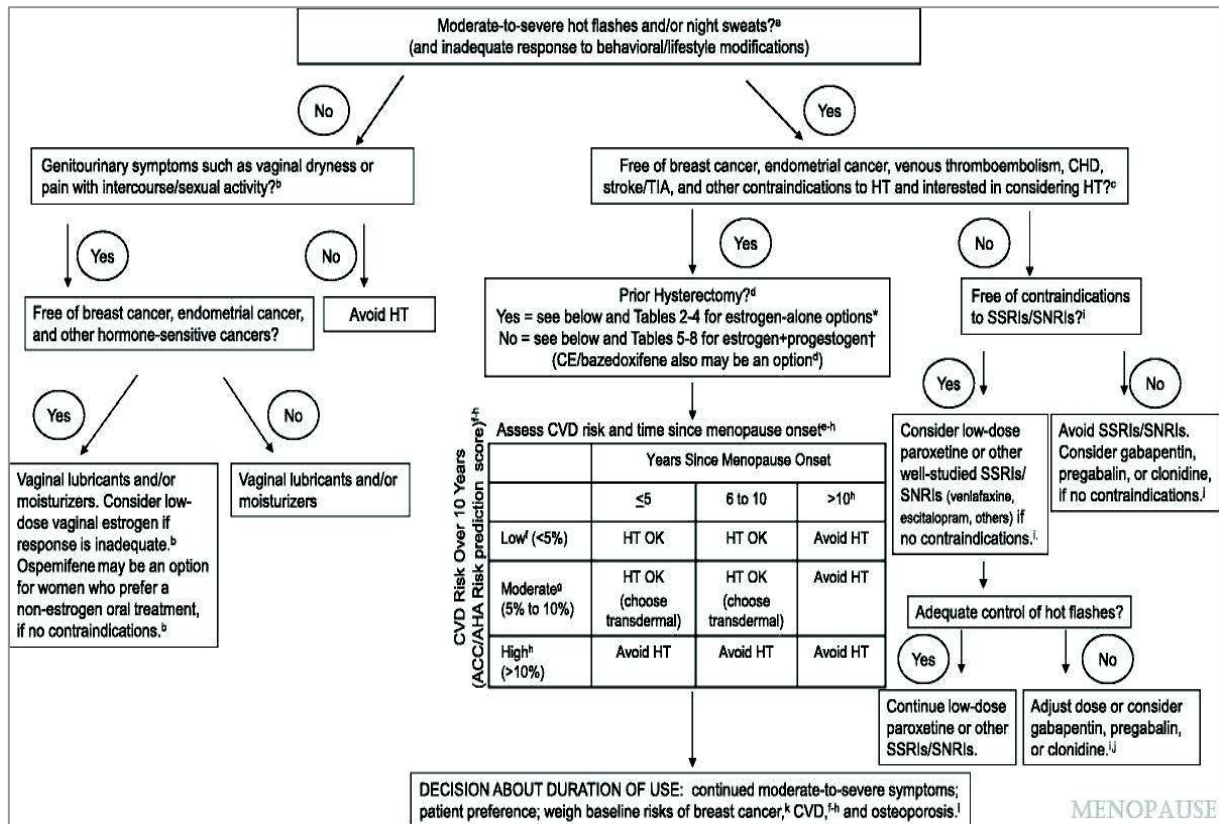 Moderate-to-severe hot flashes and/or night sweats?a
(and inadequate response to behavioral/lifestyle modifications)
No
Yes
Genitourinary symptoms such as vaginal dryness or
pain with intercourse/sexual activity?b
Free of breast cancer, endometrial cancer, venous thromboembolism, CHD,
stroke/TIA, and other contraindications to HT and interested in considering HT?c
Yes
No
Yes
No
Free of breast cancer, endometrial cancer,
and other hormone-sensitive cancers?
Avoid HT
Prior Hysterectomy?d
Yes = see below and Tables 2-4 for estrogen-alone options*
No = see below and Tables 5-8 for estrogen+progestogen†
(CE/bazedoxifene also may be an optiond)
Free of contraindications
to SSRIs/SNRIs?i
Yes
No
Yes
No
Vaginal lubricants and/or
moisturizers. Consider low-
dose vaginal estrogen if
response is inadequate.b
Ospemifene may be an option
for women who prefer a
non-estrogen oral treatment,
if no contraindications.b
Vaginal lubricants and/or
moisturizers
Assess CVD risk and time since menopause onsete-h
CVD Risk Over 10 Years
(ACC/AHA Risk prediction score)f-h
Years Since Menopause Onset
≤5
6 to 10
>10h
Lowf (<5%)
HT OK
HT OK
Avoid HT
Moderateg
(5% to 10%)
HT OK
(choose
transdermal)
HT OK
(choose
transdermal)
Avoid HT
Highh
(>10%)
Avoid HT
Avoid HT
Avoid HT
Consider low-dose
paroxetine or other
well-studied SSRIs/
SNRIs (venlafaxine,
escitalopram, others) if
no contraindications.i,
Avoid SSRIs/SNRIs.
Consider gabapentin,
pregabalin, or clonidine,
if no contraindications.j
Adequate control of hot flashes?
Yes
No
Continue low-dose
paroxetine or other
SSRIs/SNRIs.
Adjust dose or consider
gabapentin, pregabalin,
or clonidine.i,j
DECISION ABOUT DURATION OF USE: continued moderate-to-severe symptoms;
patient preference; weigh baseline risks of breast cancer,k CVD,f-h and osteoporosis.l
MENOPAUSE